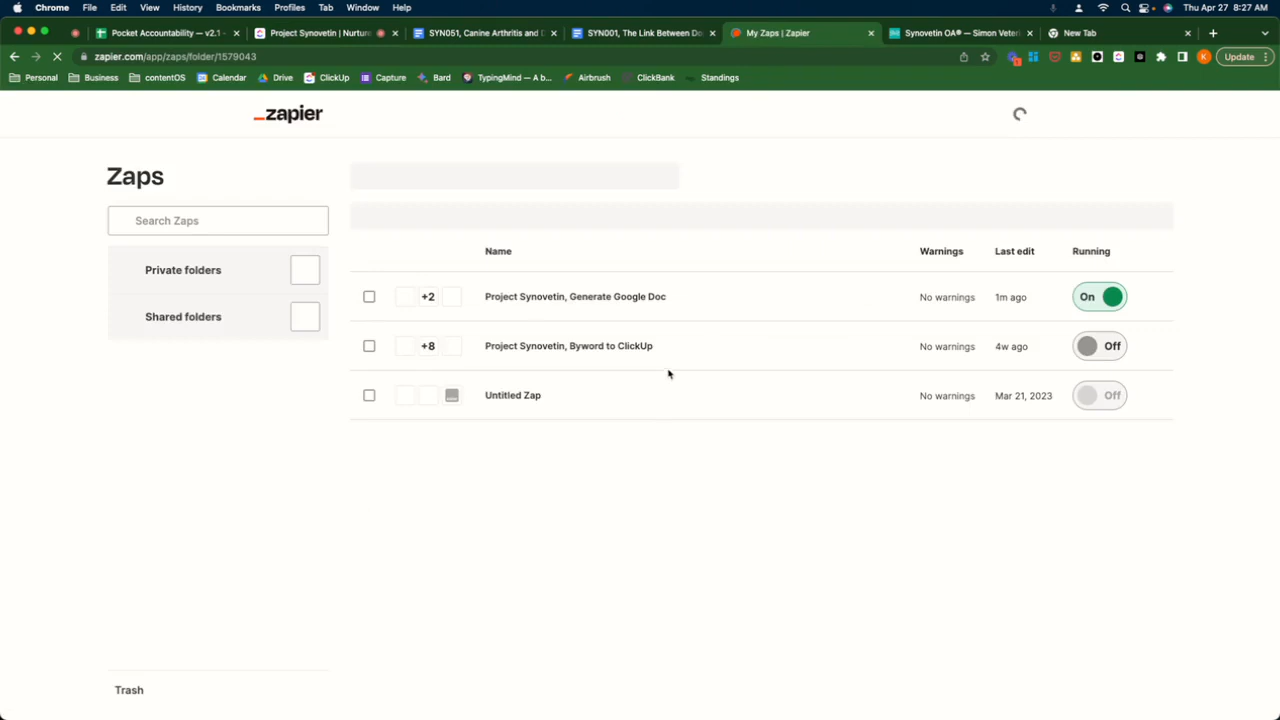 Chrome File Edit View History Bookmarks Profiles Tab Window Help Thu Apr 27 8:27 AM
Pocket Accountability — v2.1 - Project Synovetin | Nurtur SYN051, Canine Arthritis and D SYN001, The Link Between Do My Zaps | Zapier Synovetin OA® — Simon Veter New Tab
zapier.com/app/zaps/folder/1579043 K Update
Personal Business contentOS Calendar Drive ClickUp Capture Bard TypingMind — A b... Airbrush ClickBank Standings
_zapier
Zaps
Search Zaps
Private folders
Shared folders
Name Warnings Last edit Running
+2 Project Synovetin, Generate Google Doc No warnings 1m ago On
+8 Project Synovetin, Byword to ClickUp No warnings 4w ago Off
Untitled Zap No warnings Mar 21, 2023 Off
Trash